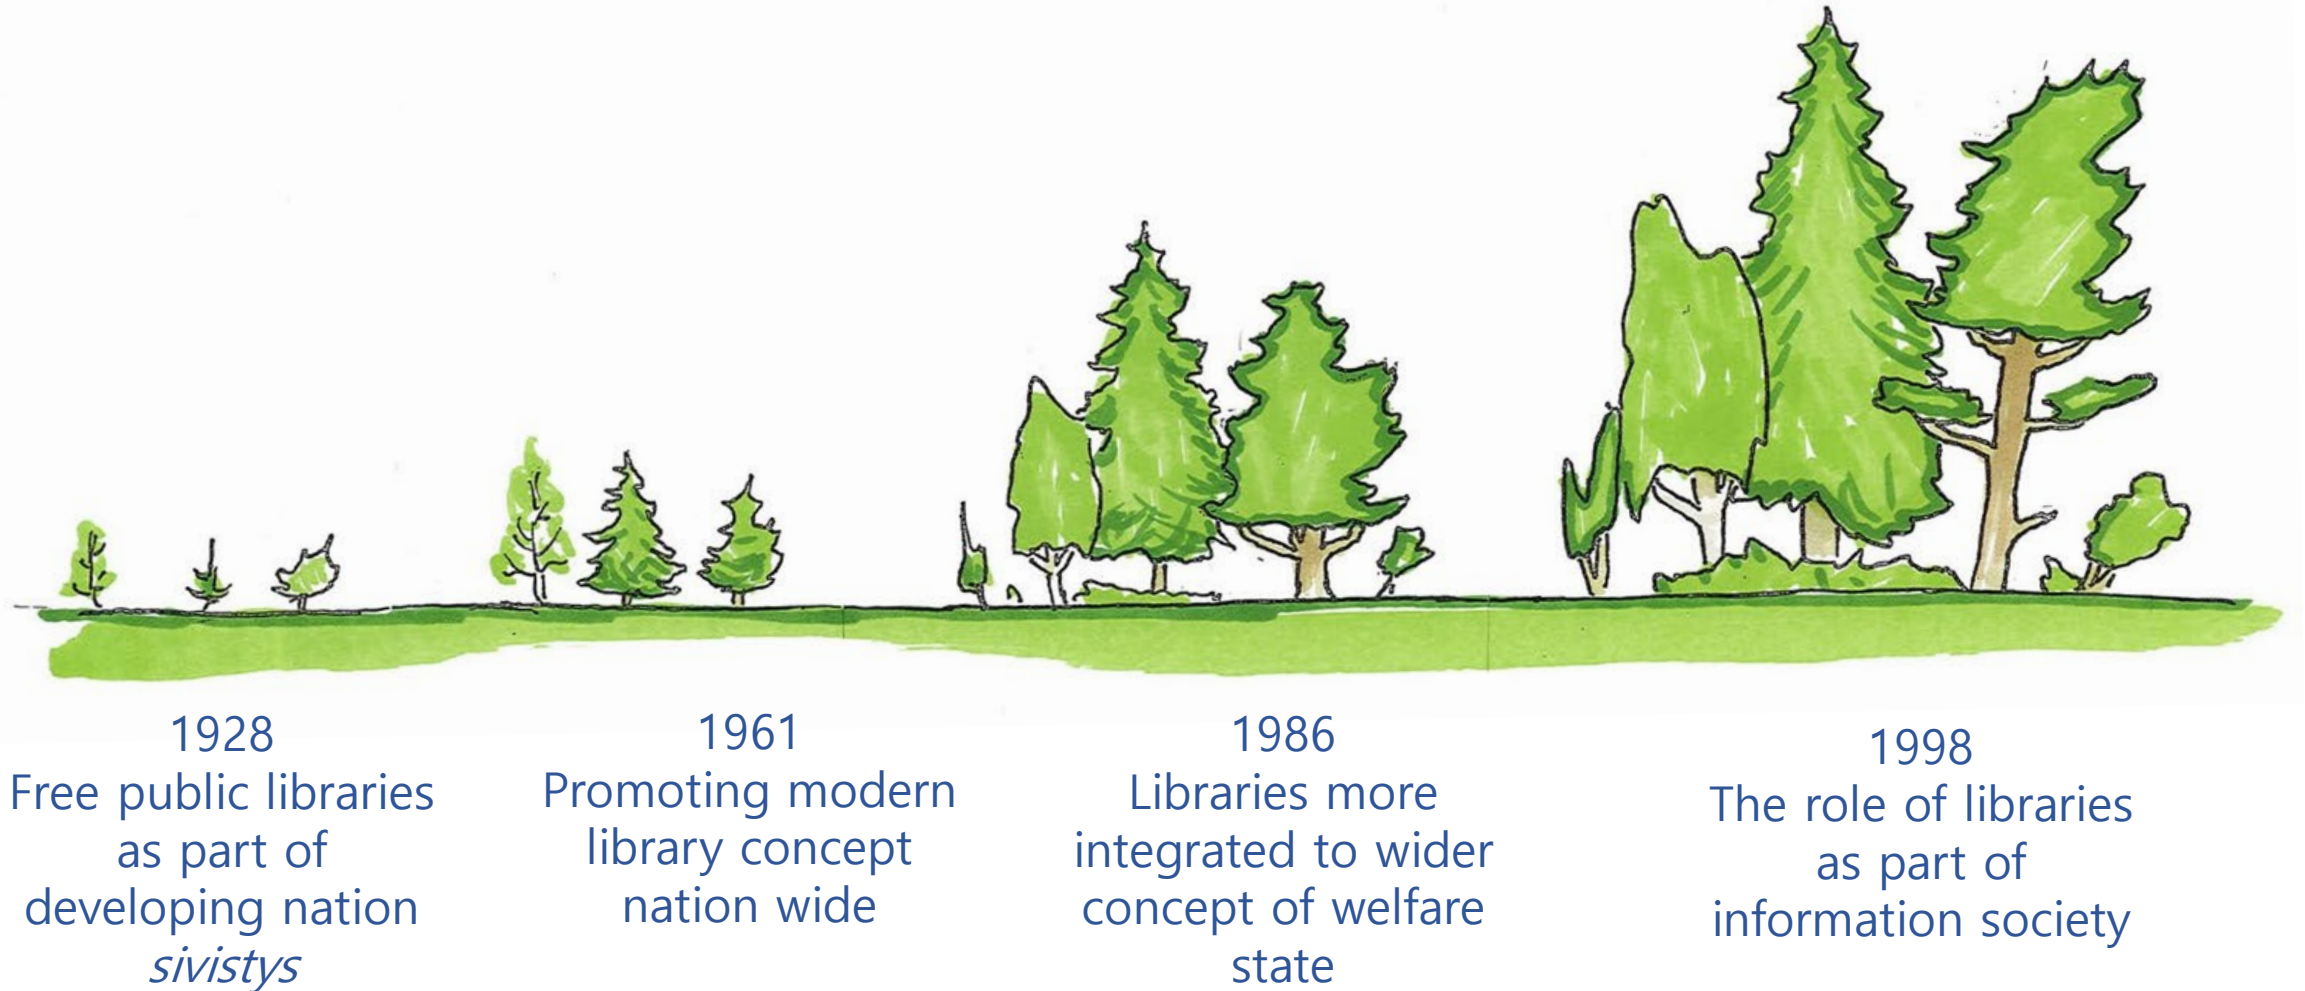 1928
Free public libraries
as part of
developing nation
sivistys
1961
Promoting modern
library concept
nation wide
1986
Libraries more
integrated to wider
concept of welfare
state
1998
The role of libraries
as part of
information society